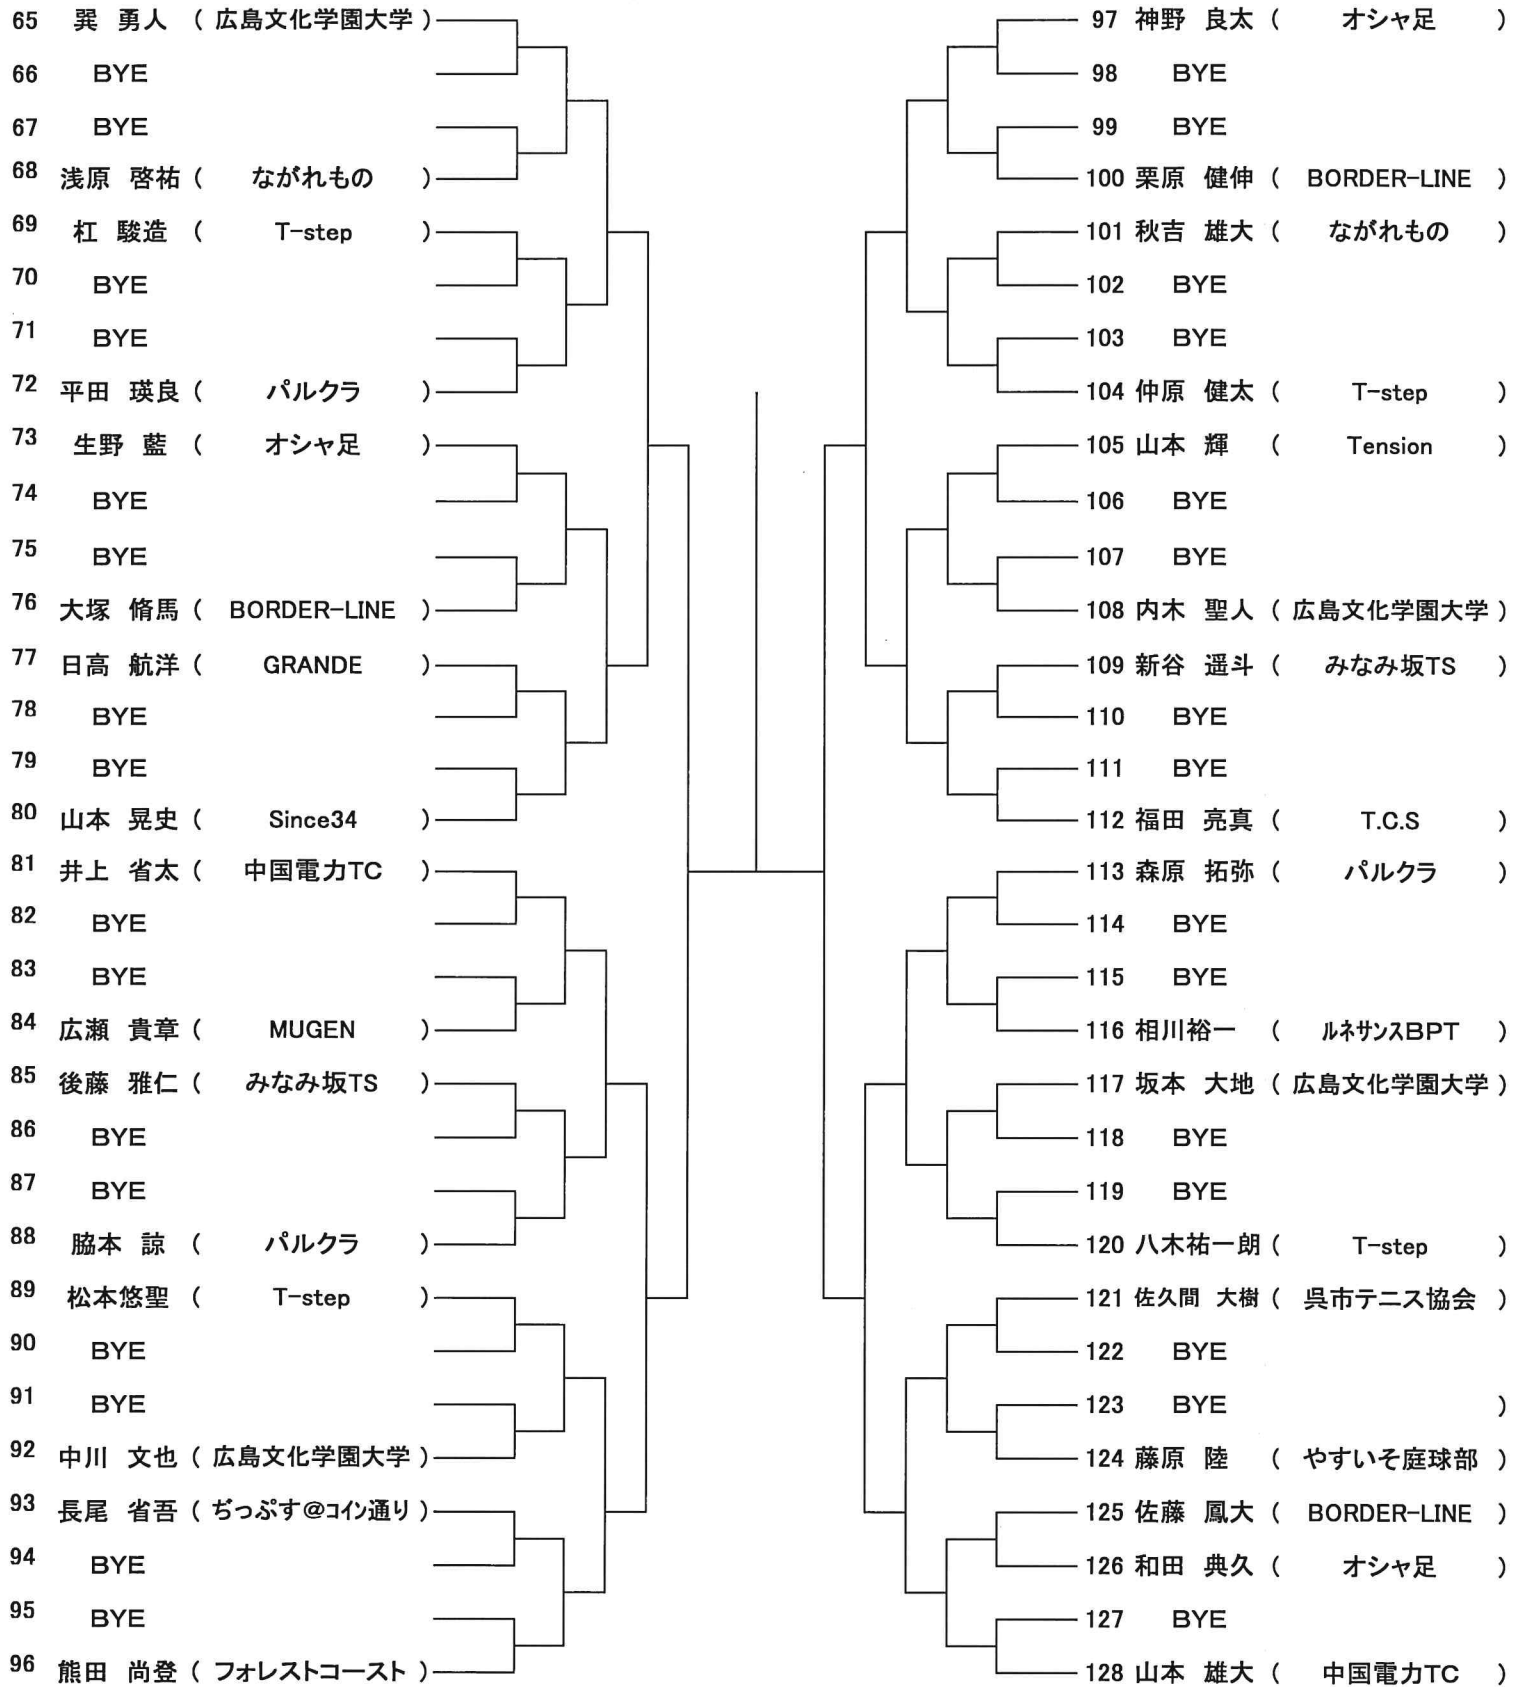 65 巽 勇人 ( 広島文化学園大学 )
66 BYE
67 BYE
68 浅原 啓祐 ( ながれもの )
69 杠 駿造 ( T-step )
70 BYE
71 BYE
72 平田 瑛良 ( パルクラ )
73 生野 藍 ( オシャ足 )
74 BYE
75 BYE
76 大塚 脩馬 ( BORDER-LINE )
77 日高 航洋 ( GRANDE )
78 BYE
79 BYE
80 山本 晃史 ( Since34 )
81 井上 省太 ( 中国電力TC )
82 BYE
83 BYE
84 広瀬 貴章 ( MUGEN )
85 後藤 雅仁 ( みなみ坂TS )
86 BYE
87 BYE
88 脇本 諒 ( パルクラ )
89 松本悠聖 ( T-step )
90 BYE
91 BYE
92 中川 文也 ( 広島文化学園大学 )
93 長尾 省吾 ( ぢっぷす@コイン通り )
94 BYE
95 BYE
96 熊田 尚登 ( フォレストコースト )
97 神野 良太 ( オシャ足 )
98 BYE
99 BYE
100 栗原 健伸 ( BORDER-LINE )
101 秋吉 雄大 ( ながれもの )
102 BYE
103 BYE
104 仲原 健太 ( T-step )
105 山本 輝 ( Tension )
106 BYE
107 BYE
108 内木 聖人 ( 広島文化学園大学 )
109 新谷 遥斗 ( みなみ坂TS )
110 BYE
111 BYE
112 福田 亮真 ( T.C.S )
113 森原 拓弥 ( パルクラ )
114 BYE
115 BYE
116 相川裕一 ( ルネサンスBPT )
117 坂本 大地 ( 広島文化学園大学 )
118 BYE
119 BYE
120 八木祐一朗 ( T-step )
121 佐久間 大樹 ( 呉市テニス協会 )
122 BYE
123 BYE )
124 藤原 陸 ( やすいそ庭球部 )
125 佐藤 鳳大 ( BORDER-LINE )
126 和田 典久 ( オシャ足 )
127 BYE
128 山本 雄大 ( 中国電力TC )